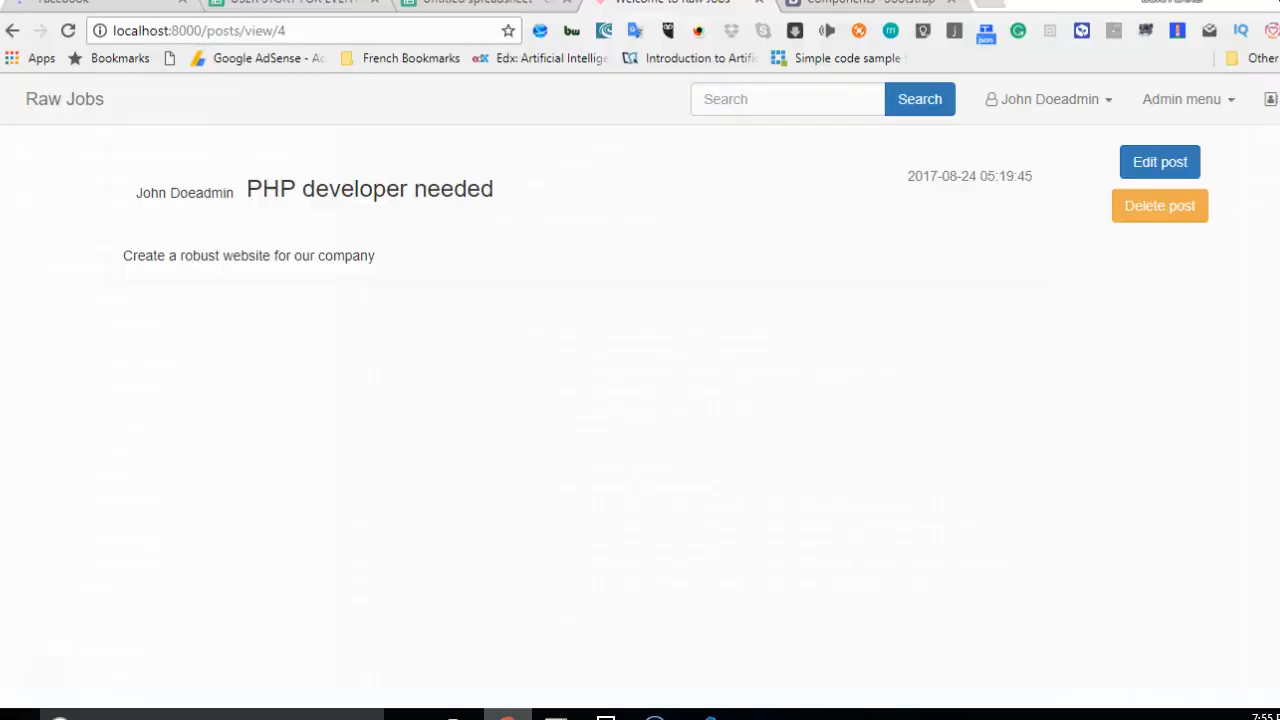 localhost:8000/posts/view/4
Apps Bookmarks Google AdSense - Ac French Bookmarks Edx: Artificial Intellige Introduction to Artifi Simple code sample f Other
Raw Jobs Search Search John Doeadmin Admin menu
Edit post
2017-08-24 05:19:45
John Doeadmin PHP developer needed
Delete post
Create a robust website for our company
7:55